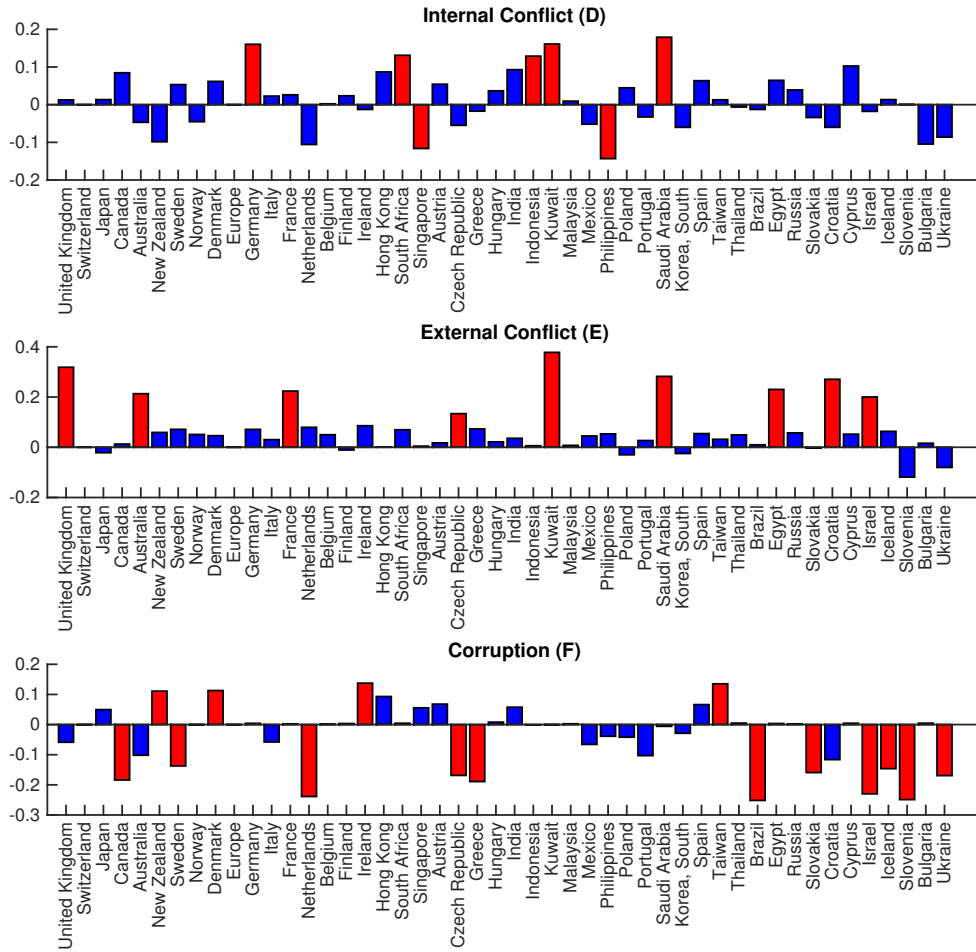 Internal Conflict (D)
0.2
0.1
0
-0.1
-0.2
United Kingdom
Switzerland
Japan
Canada
Australia
New Zealand
Sweden
Norway
Denmark
Europe
Germany
Italy
France
Netherlands
Belgium
Finland
Ireland
Hong Kong
South Africa
Singapore
Austria
Czech Republic
Greece
Hungary
India
Indonesia
Kuwait
Malaysia
Mexico
Philippines
Poland
Portugal
Saudi Arabia
Korea, South
Spain
Taiwan
Thailand
Brazil
Egypt
Russia
Slovakia
Croatia
Cyprus
Israel
Iceland
Slovenia
Bulgaria
Ukraine
External Conflict (E)
0.4
0.2
0
-0.2
United Kingdom
Switzerland
Japan
Canada
Australia
New Zealand
Sweden
Norway
Denmark
Europe
Germany
Italy
France
Netherlands
Belgium
Finland
Ireland
Hong Kong
South Africa
Singapore
Austria
Czech Republic
Greece
Hungary
India
Indonesia
Kuwait
Malaysia
Mexico
Philippines
Poland
Portugal
Saudi Arabia
Korea, South
Spain
Taiwan
Thailand
Brazil
Egypt
Russia
Slovakia
Croatia
Cyprus
Israel
Iceland
Slovenia
Bulgaria
Ukraine
Corruption (F)
0.2
0.1
0
-0.1
-0.2
-0.3
United Kingdom
Switzerland
Japan
Canada
Australia
New Zealand
Sweden
Norway
Denmark
Europe
Germany
Italy
France
Netherlands
Belgium
Finland
Ireland
Hong Kong
South Africa
Singapore
Austria
Czech Republic
Greece
Hungary
India
Indonesia
Kuwait
Malaysia
Mexico
Philippines
Poland
Portugal
Saudi Arabia
Korea, South
Spain
Taiwan
Thailand
Brazil
Egypt
Russia
Slovakia
Croatia
Cyprus
Israel
Iceland
Slovenia
Bulgaria
Ukraine